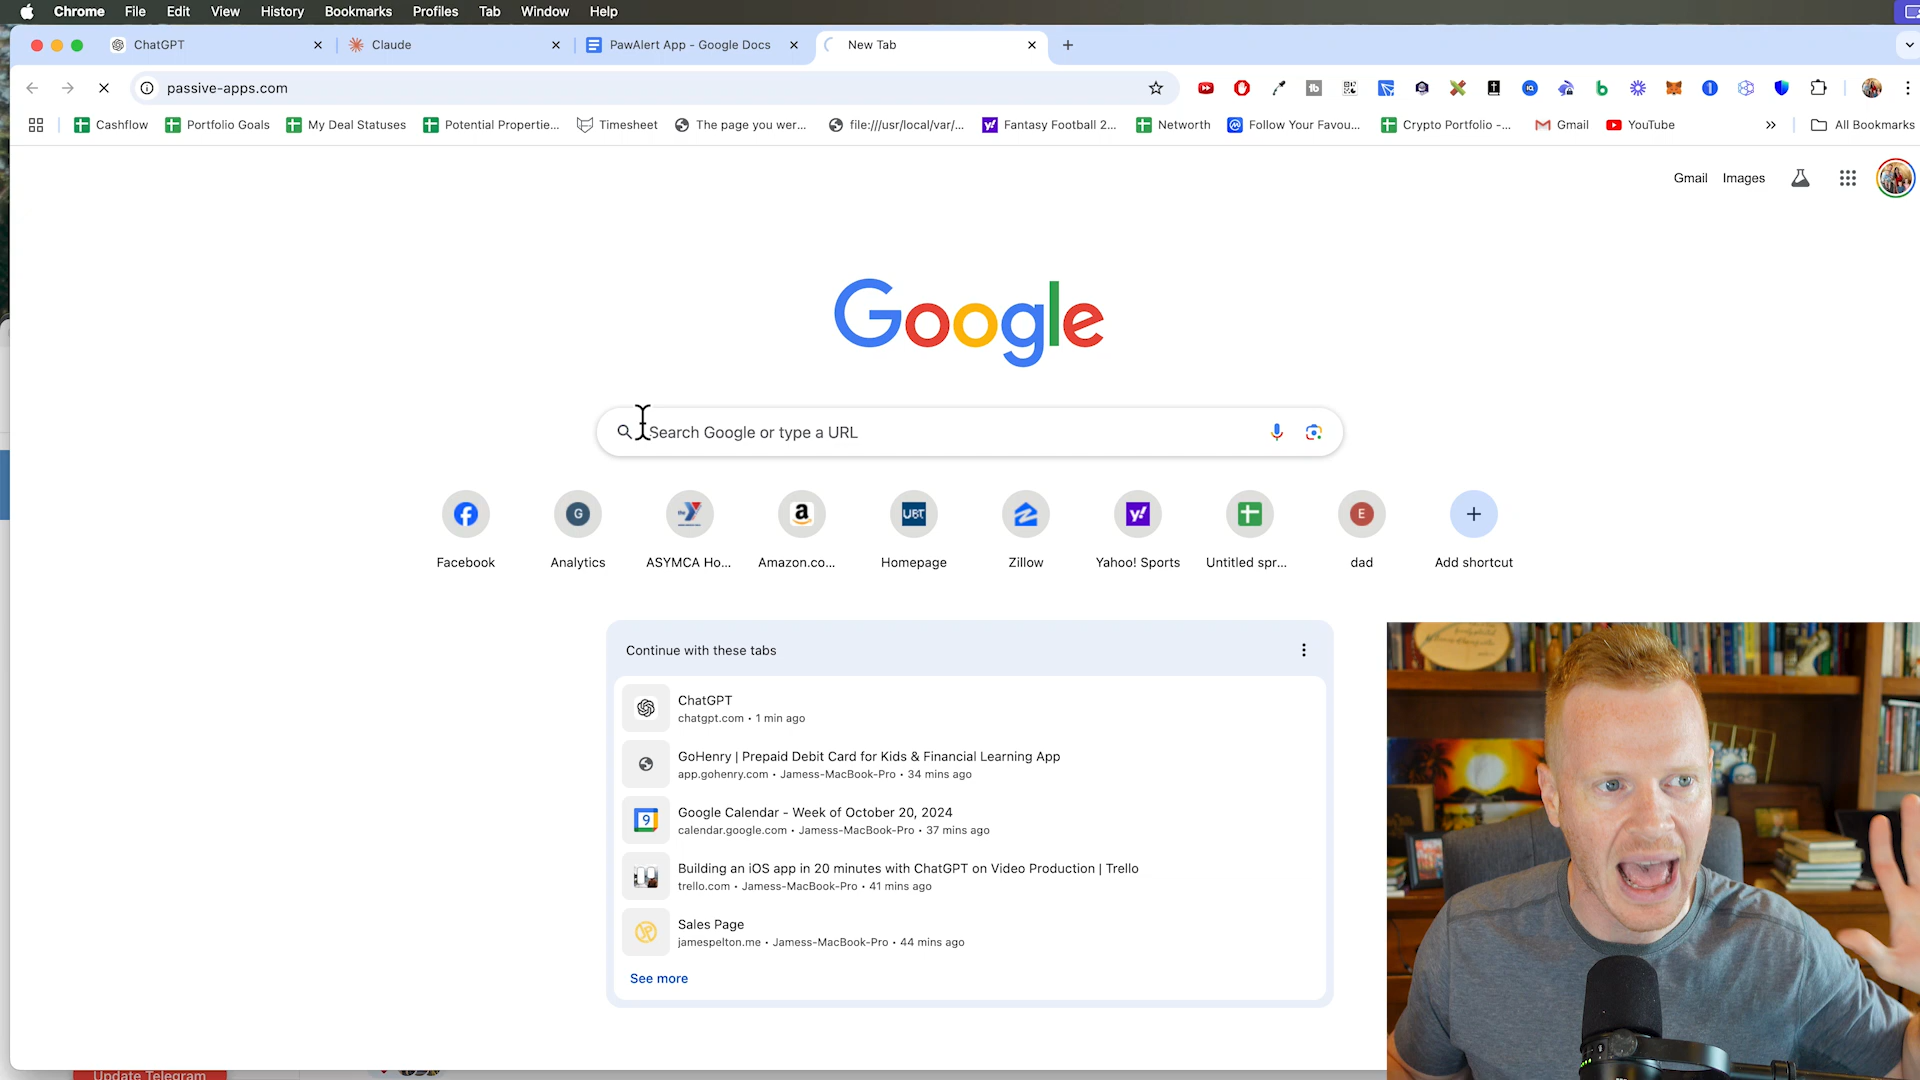 Chrome File Edit View History Bookmarks Profiles Tab Window Help
ChatGPT Claude PawAlert App - Google Docs New Tab
passive-apps.com
Cashflow Portfolio Goals My Deal Statuses Potential Propertie... Timesheet The page you wer... file:///usr/local/var/... Fantasy Football 2... Networth Follow Your Favou... Crypto Portfolio -... Gmail YouTube All Bookmarks
Gmail Images
Google
Search Google or type a URL
Facebook Analytics ASYMCA Ho... Amazon.co... Homepage Zillow Yahoo! Sports Untitled spr... dad Add shortcut
Continue with these tabs
ChatGPT
chatgpt.com • 1 min ago
GoHenry | Prepaid Debit Card for Kids & Financial Learning App
app.gohenry.com • Jamess-MacBook-Pro • 34 mins ago
Google Calendar - Week of October 20, 2024
calendar.google.com • Jamess-MacBook-Pro • 37 mins ago
Building an iOS app in 20 minutes with ChatGPT on Video Production | Trello
trello.com • Jamess-MacBook-Pro • 41 mins ago
Sales Page
jamespelton.me • Jamess-MacBook-Pro • 44 mins ago
See more
Update Telegram